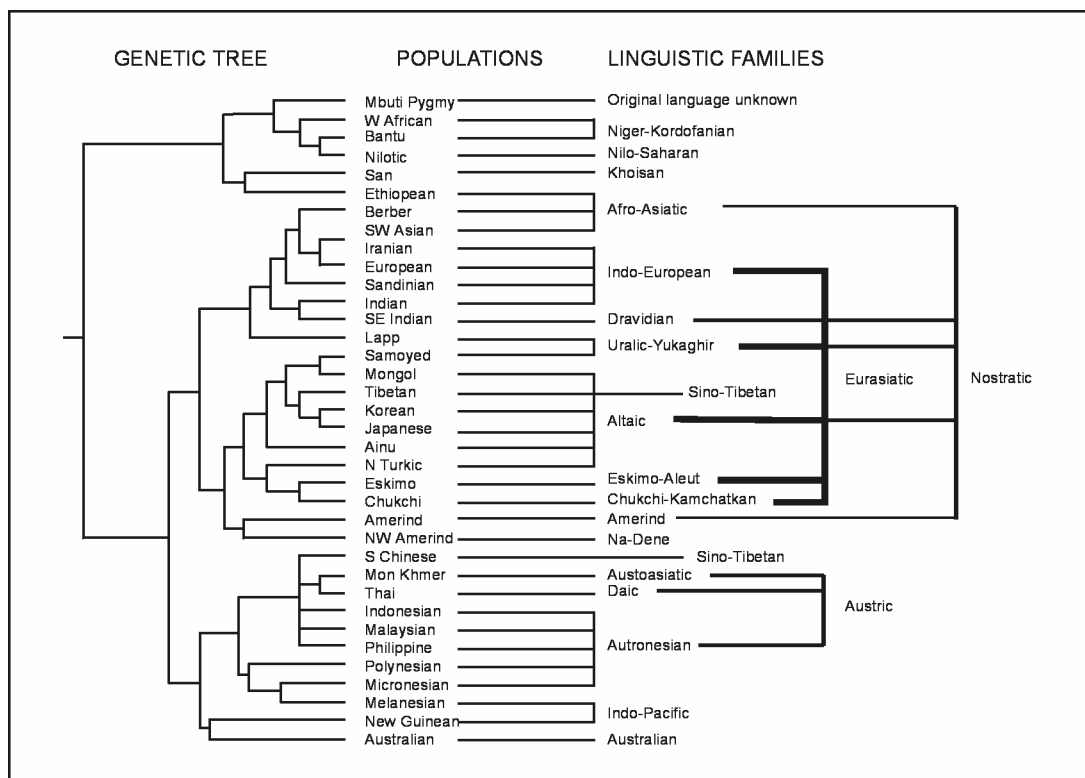 GENETIC TREE POPULATIONS LINGUISTIC FAMILIES
Mbuti Pygmy Original language unknown
W African
Niger-Kordofanian
Bantu
Nilotic Nilo-Saharan
San Khoisan
Ethiopean
Berber Afro-Asiatic
SW Asian
Iranian
European Indo-European
Sandinian
Indian
SE Indian Dravidian
Lapp
Uralic-Yukaghir
Samoyed
Mongol Eurasiatic Nostratic
Tibetan Sino-Tibetan
Korean
Altaic
Japanese
Ainu
N Turkic
Eskimo Eskimo-Aleut
Chukchi Chukchi-Kamchatkan
Amerind Amerind
NW Amerind Na-Dene
S Chinese Sino-Tibetan
Mon Khmer Austoasiatic
Thai Daic
Indonesian Austric
Malaysian
Philippine Autronesian
Polynesian
Micronesian
Melanesian
Indo-Pacific
New Guinean
Australian Australian